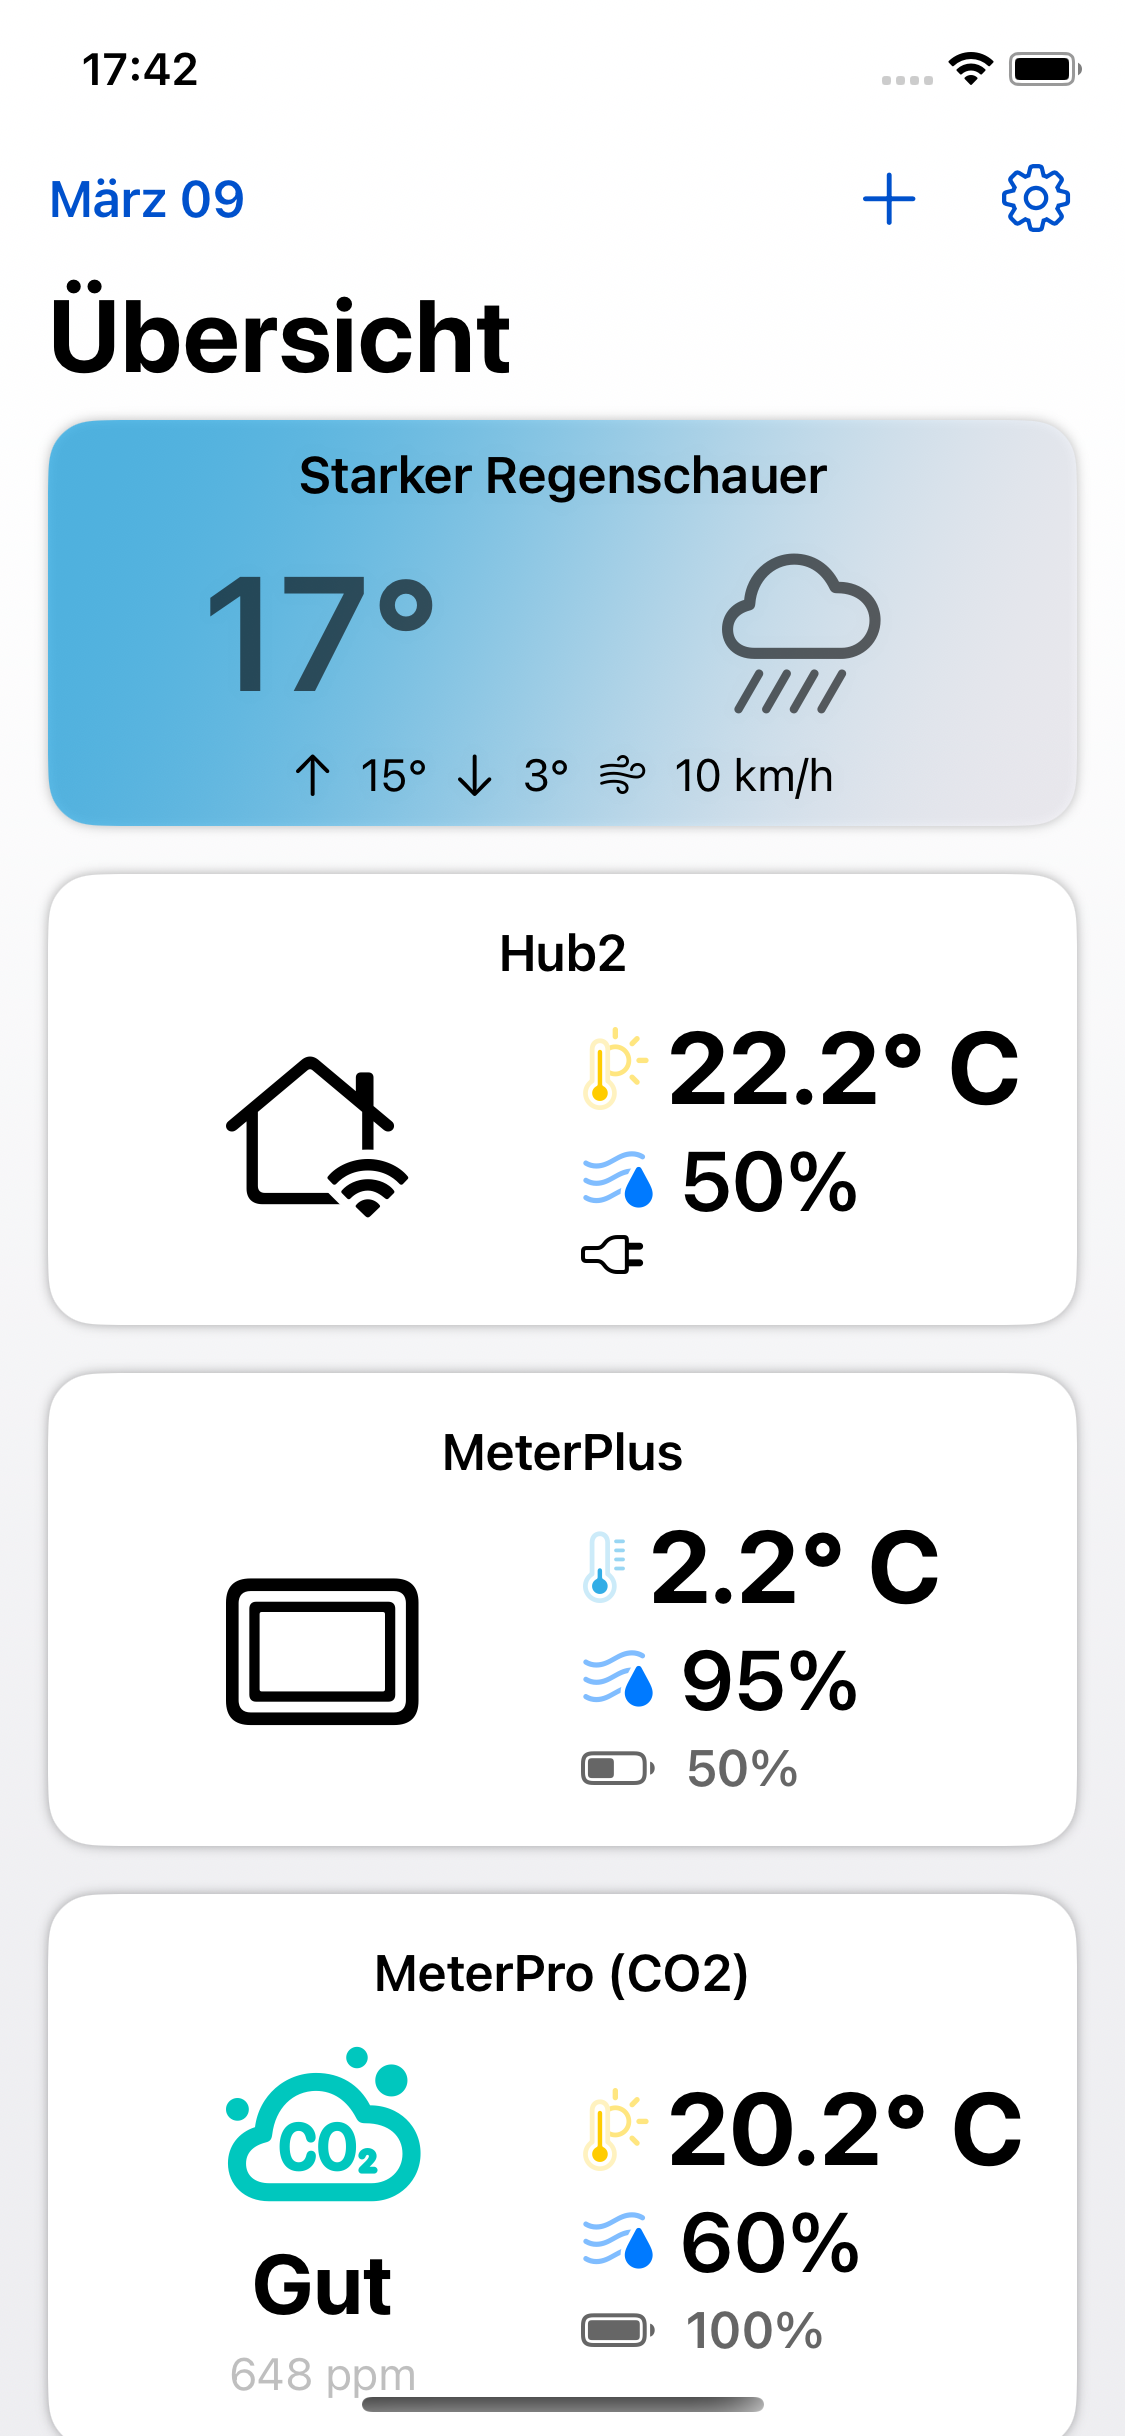 17:42
März 09
Übersicht
Starker Regenschauer
17°
15° 3° 10 km/h
Hub2
22.2° C
50%
MeterPlus
2.2° C
95%
50%
MeterPro (CO2)
CO₂
20.2° C
60%
100%
Gut
648 ppm